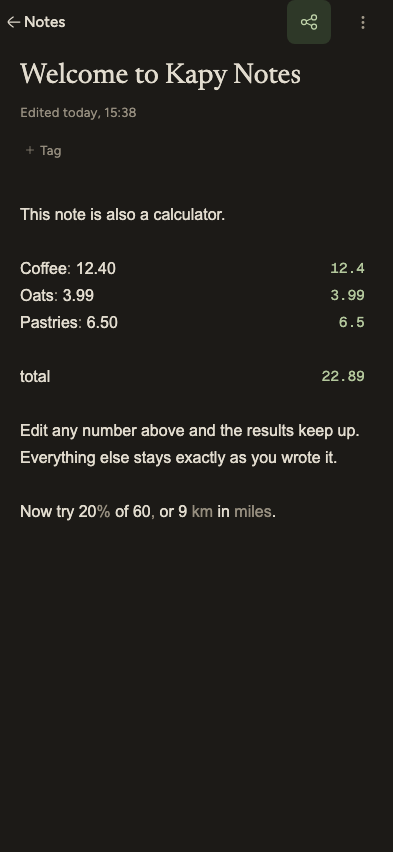 Notes
Welcome to Kapy Notes
Edited today, 15:38
+ Tag
This note is also a calculator.
Coffee: 12.40 12.4
Oats: 3.99 3.99
Pastries: 6.50 6.5
total 22.89
Edit any number above and the results keep up.
Everything else stays exactly as you wrote it.
Now try 20% of 60, or 9 km in miles.